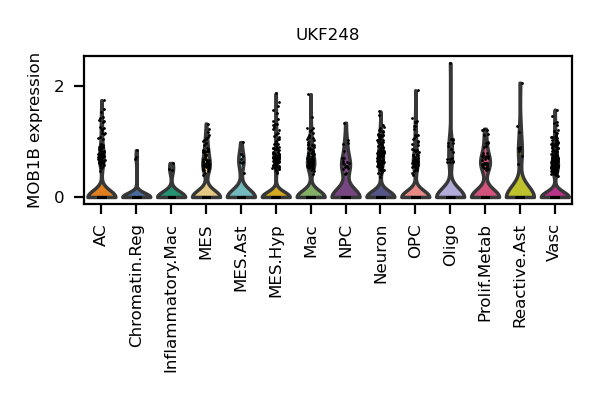 UKF248
MOB1B expression
2
0
AC
Chromatin.Reg
Inflammatory.Mac
MES
MES.Ast
MES.Hyp
Mac
NPC
Neuron
OPC
Oligo
Prolif.Metab
Reactive.Ast
Vasc